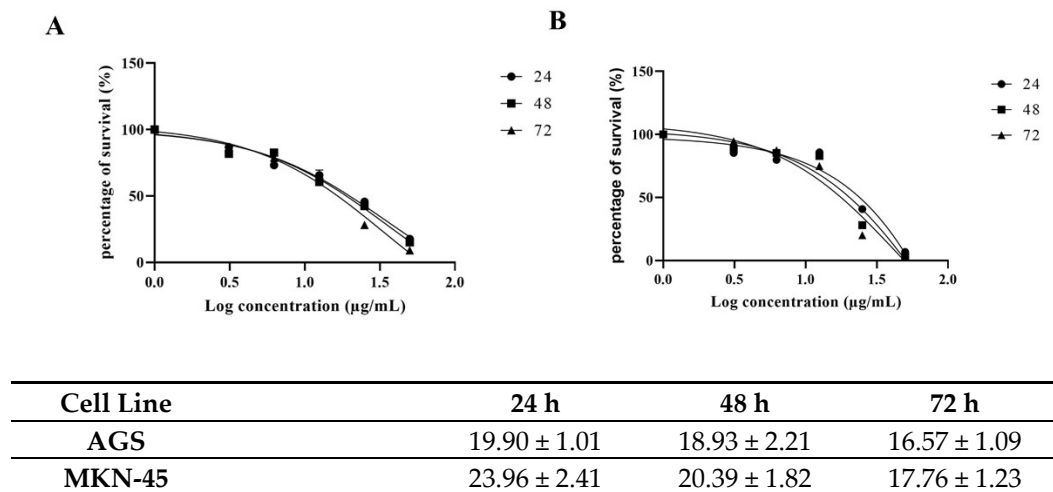 A
B
percentage of survival (%)
150
100
50
0
0.0 0.5 1.0 1.5 2.0
Log concentration (µg/mL)
24
48
72
percentage of survival (%)
150
100
50
0
0.0 0.5 1.0 1.5 2.0
Log concentration (µg/mL)
24
48
72
Cell Line 24 h 48 h 72 h
AGS 19.90 ± 1.01 18.93 ± 2.21 16.57 ± 1.09
MKN-45 23.96 ± 2.41 20.39 ± 1.82 17.76 ± 1.23